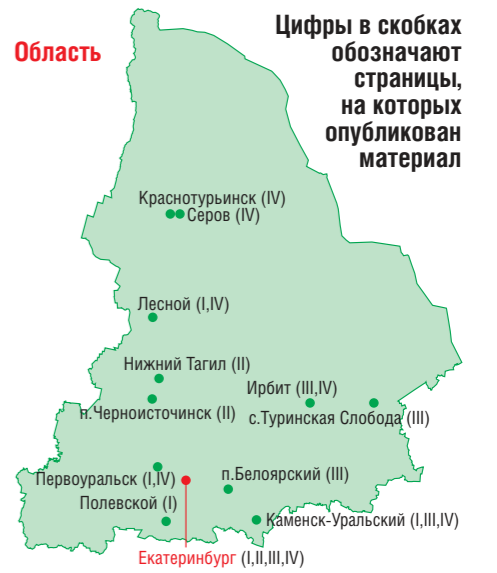 Область
Цифры в скобках
обозначают
страницы,
на которых
опубликован
материал
Краснотурьинск (IV)
Серов (IV)
Лесной (I,IV)
Нижний Тагил (II)
Ирбит (III,IV)
п.Черноисточинск (II)
с.Туринская Слобода (III)
Первоуральск (I,IV)
п.Белоярский (III)
Полевской (I)
Каменск-Уральский (I,III,IV)
Екатеринбург (I,II,III,IV)